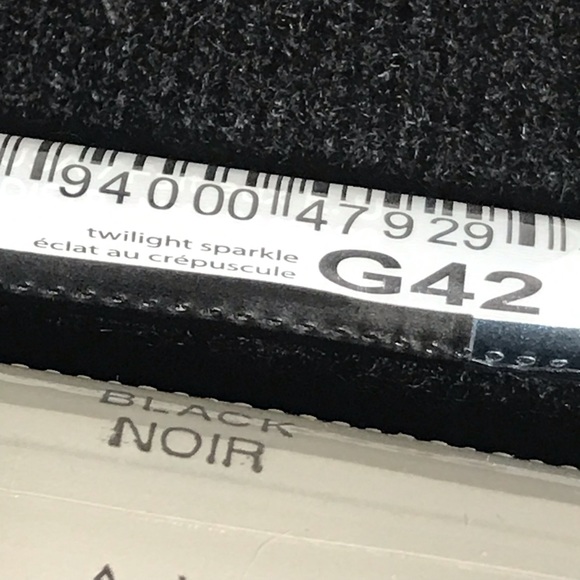 94000 47929
twilight sparkle
éclat au crépuscule
G42
BLACK
NOIR